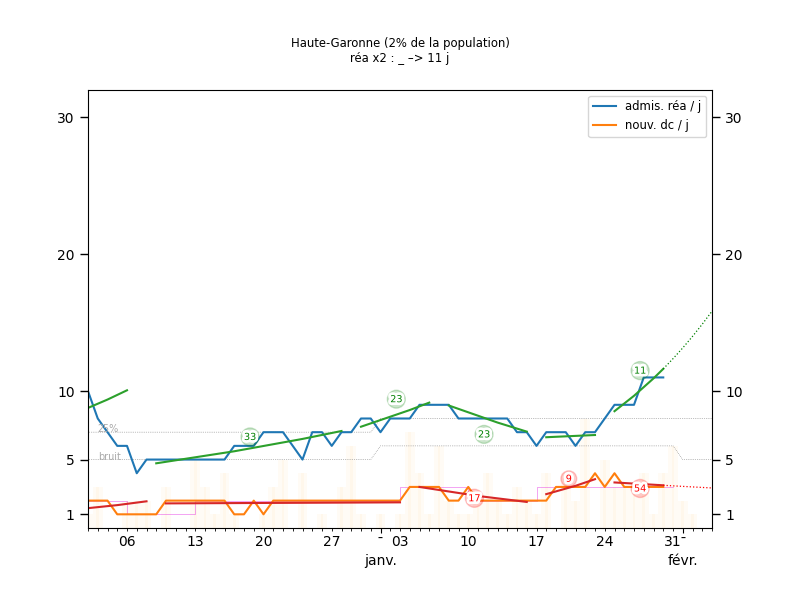 Haute-Garonne (2% de la population)
réa x2 : _ –> 11 j
admis. réa / j
nouv. dc / j
30 30
20 20
10 10
5 5
1 1
25%
bruit
33
23
23
11
17
9
54
06 13 20 27 - 03 10 17 24 31-
janv. févr.